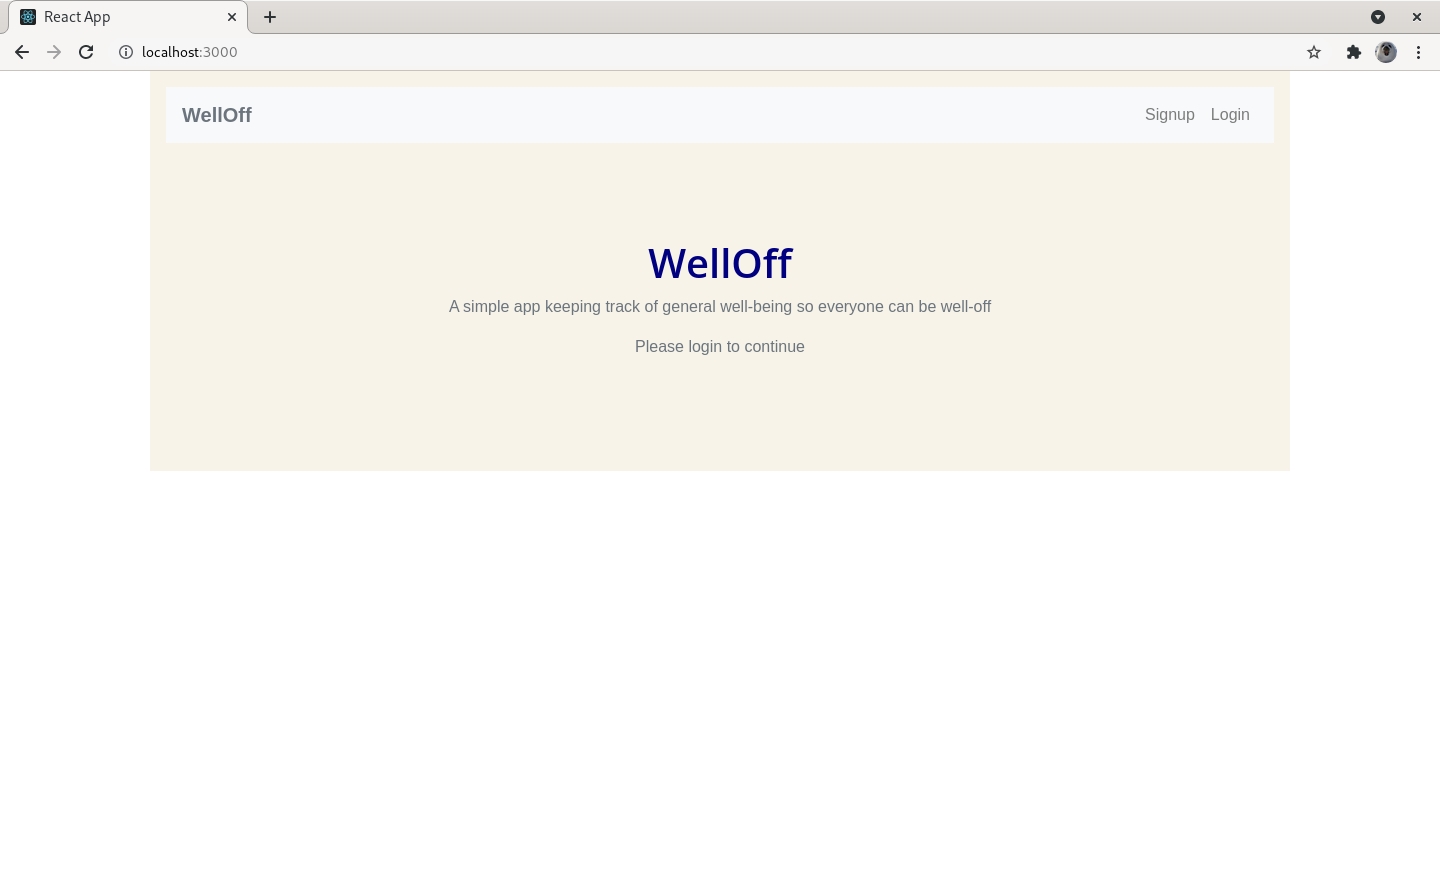 React App
localhost:3000
WellOff
Signup Login
WellOff
A simple app keeping track of general well-being so everyone can be well-off
Please login to continue